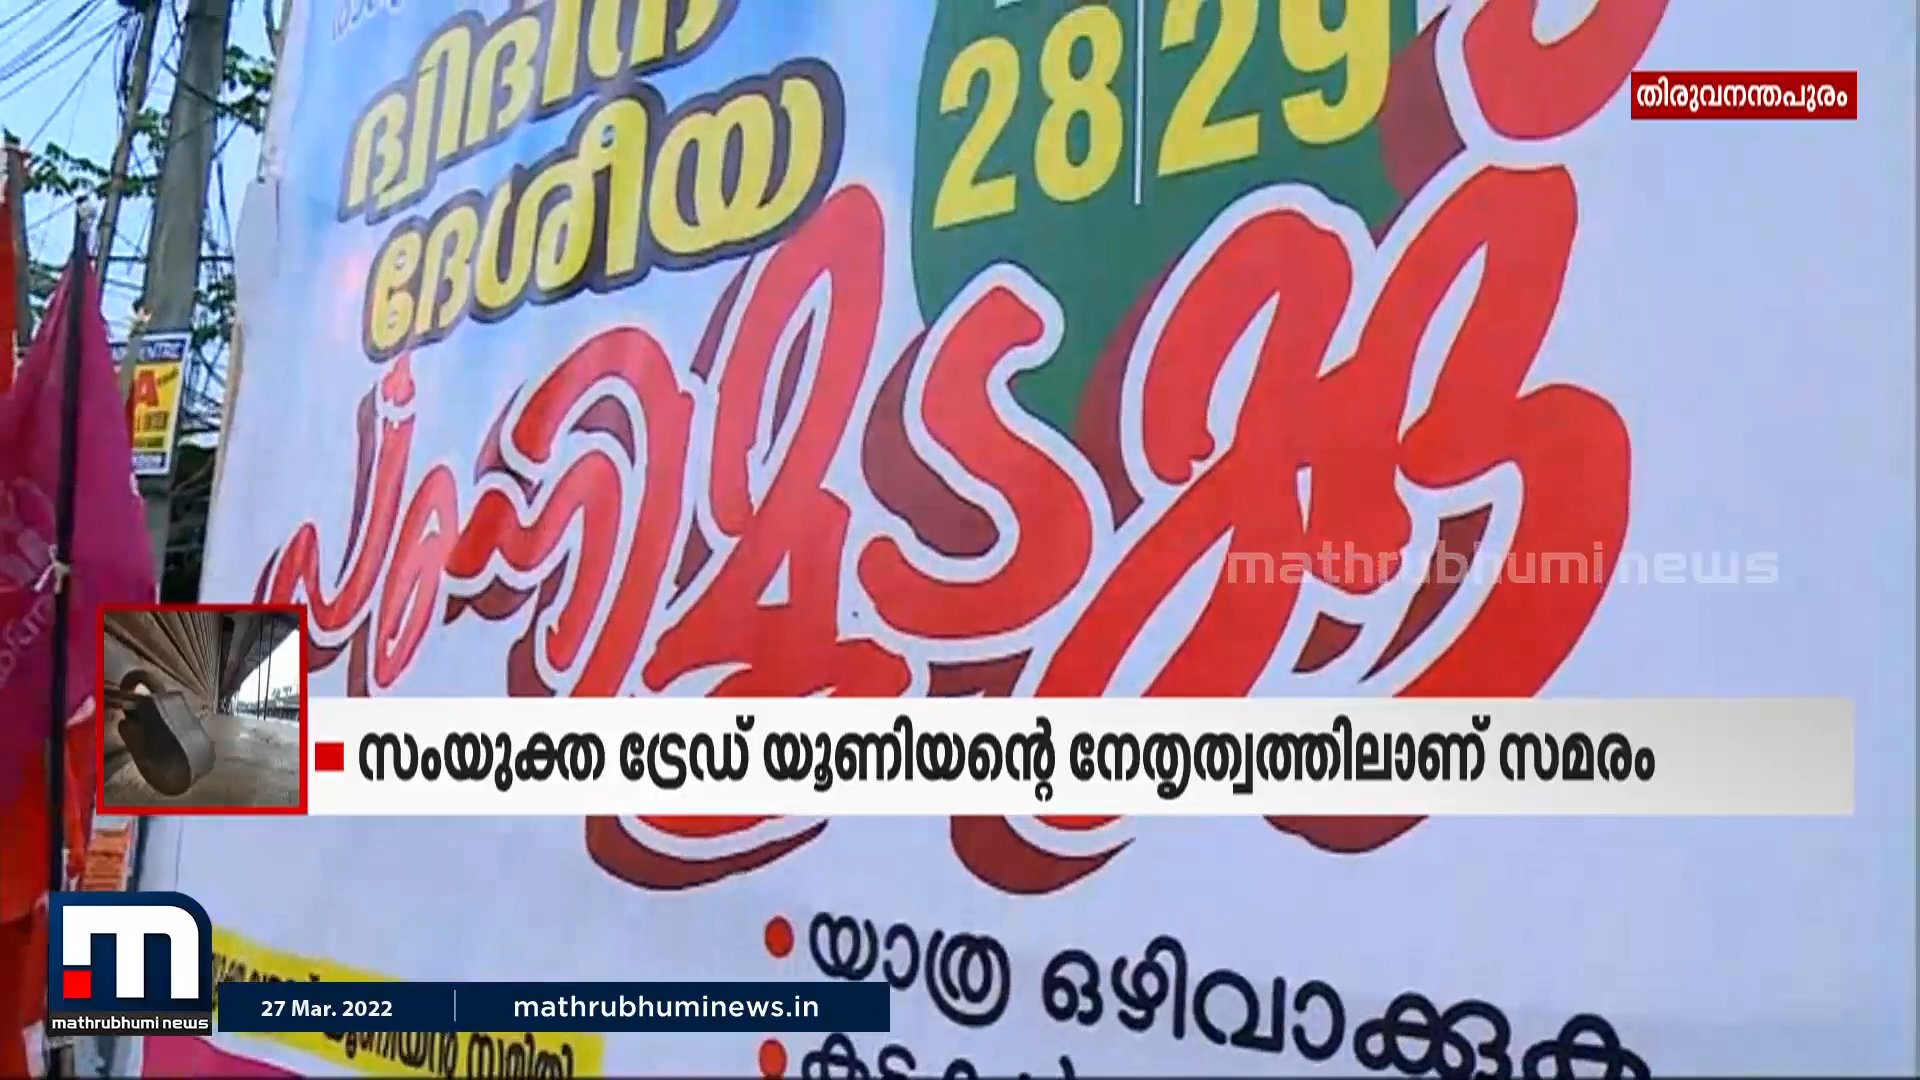 ദ്വിദിന
28 29
തിരുവനന്തപുരം
ദേശീയ
പണിമുടക്ക്
mathrubhumi news
സംയുക്ത ട്രേഡ് യൂണിയന്റെ നേതൃത്വത്തിലാണ് സമരം
യാത്ര ഒഴിവാക്കുക
mathrubhumi news
27 Mar. 2022
mathrubhuminews.in